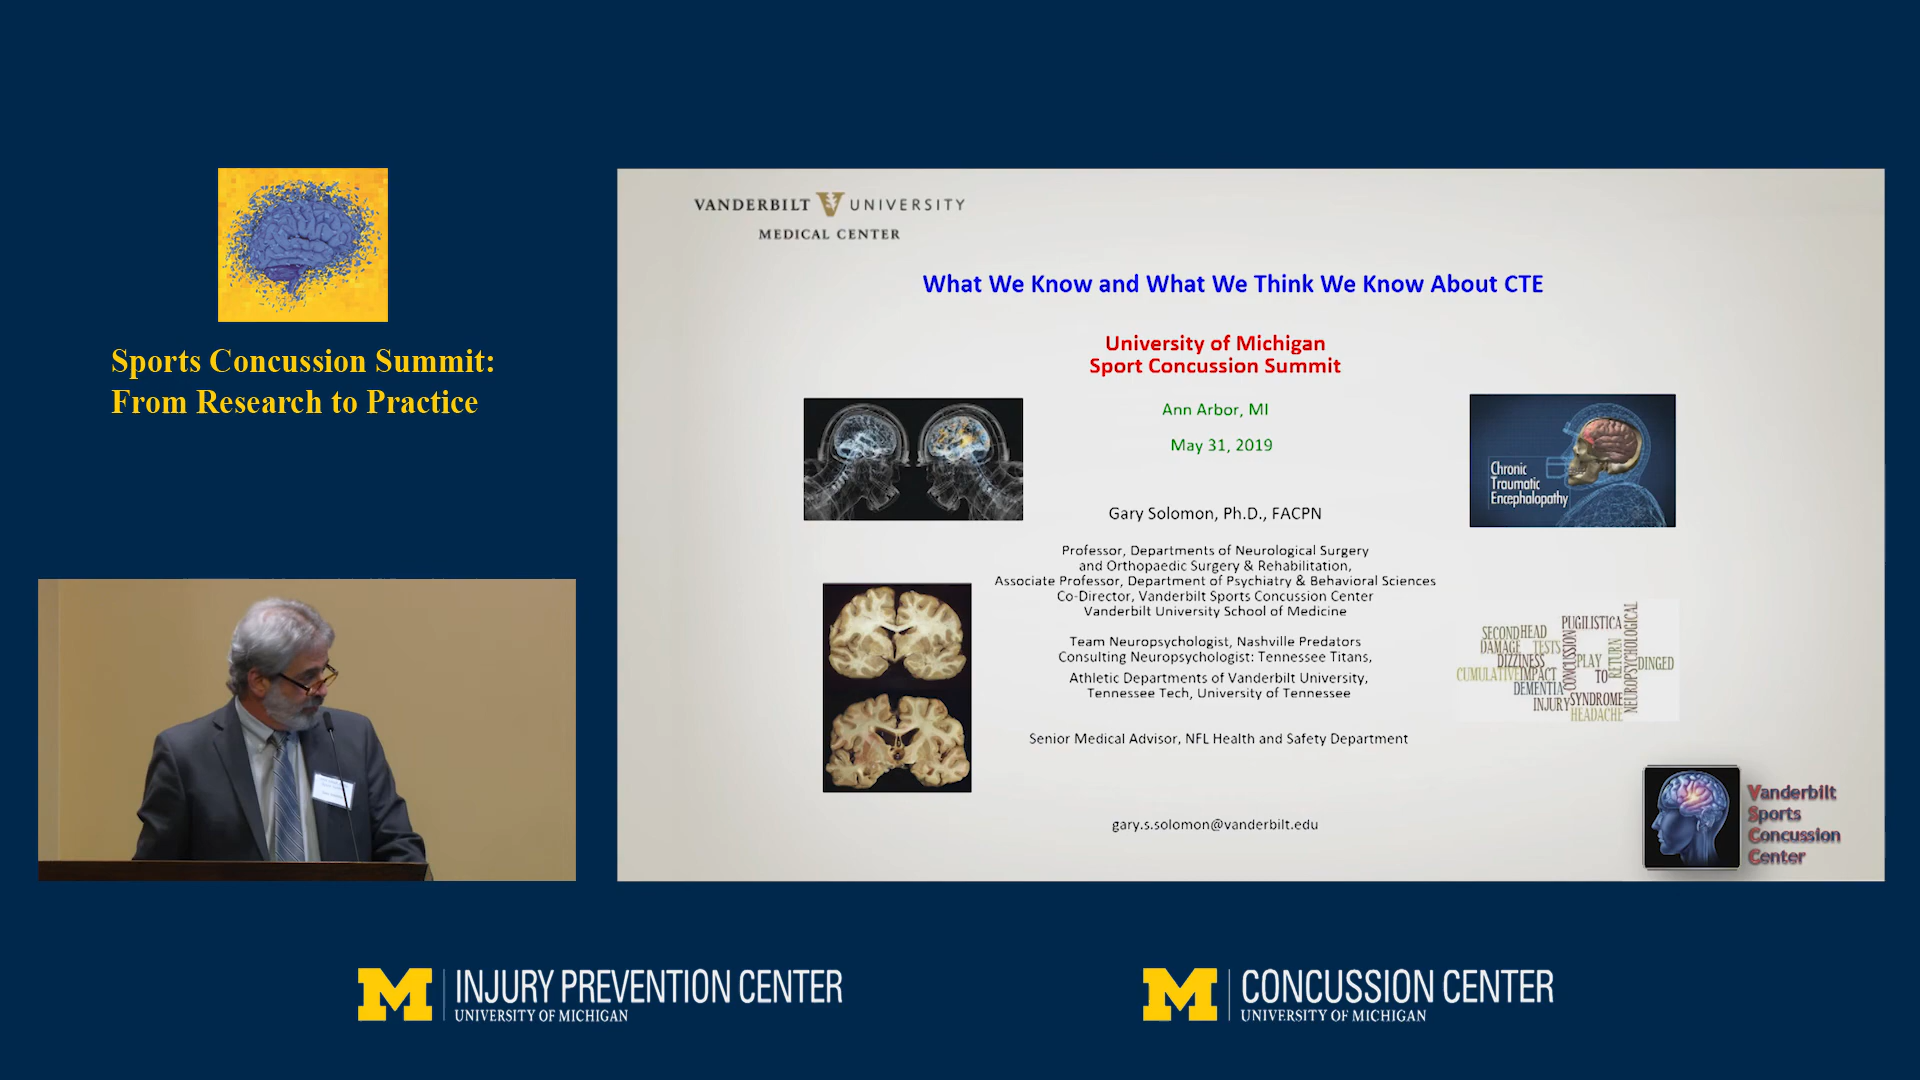 Sports Concussion Summit:
From Research to Practice
VANDERBILT V UNIVERSITY
MEDICAL CENTER
What We Know and What We Think We Know About CTE
University of Michigan
Sport Concussion Summit
Ann Arbor, MI
May 31, 2019
Chronic
Traumatic
Encephalopathy
Gary Solomon, Ph.D., FACPN
Professor, Departments of Neurological Surgery
and Orthopaedic Surgery & Rehabilitation,
Associate Professor, Department of Psychiatry & Behavioral Sciences
Co-Director, Vanderbilt Sports Concussion Center
Vanderbilt University School of Medicine
Team Neuropsychologist, Nashville Predators
Consulting Neuropsychologist: Tennessee Titans,
Athletic Departments of Vanderbilt University,
Tennessee Tech, University of Tennessee
Senior Medical Advisor, NFL Health and Safety Department
gary.s.solomon@vanderbilt.edu
PUGILISTICA
SECOND HEAD
DAMAGE TESTS
DIZZINESS
CUMULATIVE IMPACT
DEMENTIA
INJURY SYNDROME
HEADACHE
CONCUSSION
PLAY
TO
RETURN
NEUROPSYCHOLOGICAL
DINGED
Vanderbilt
Sports
Concussion
Center
M INJURY PREVENTION CENTER
UNIVERSITY OF MICHIGAN
M CONCUSSION CENTER
UNIVERSITY OF MICHIGAN